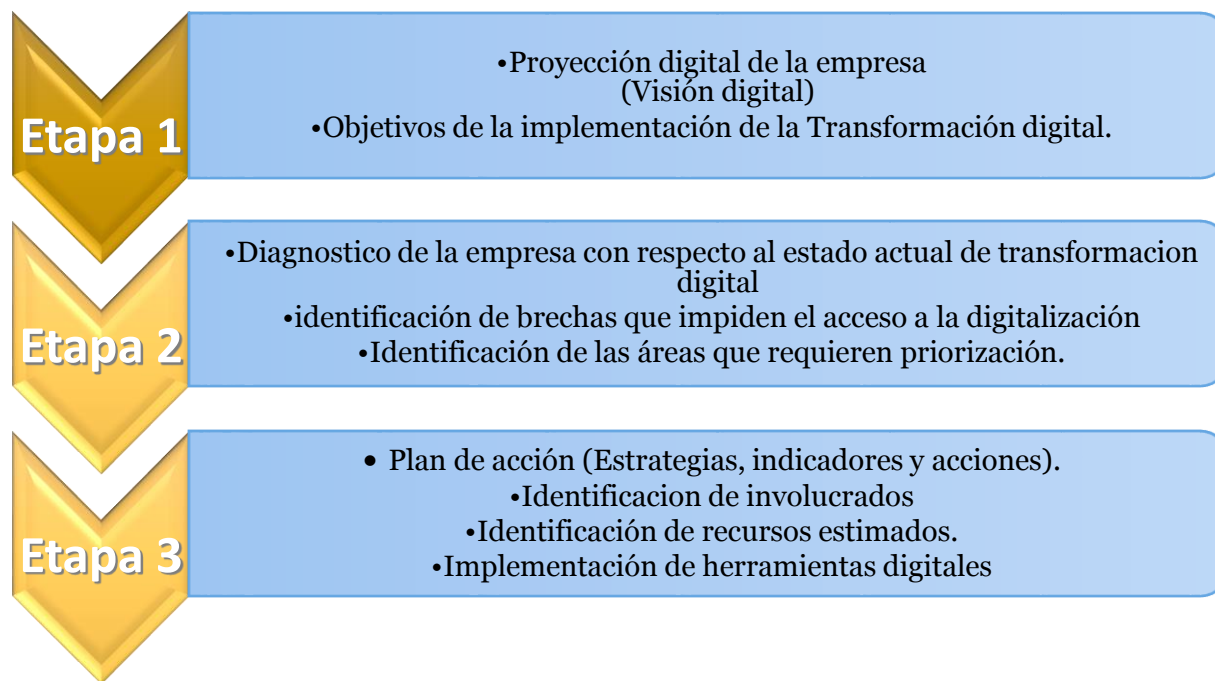 Etapa 1
•Proyección digital de la empresa
(Visión digital)
•Objetivos de la implementación de la Transformación digital.
Etapa 2
•Diagnostico de la empresa con respecto al estado actual de transformacion
digital
•identificación de brechas que impiden el acceso a la digitalización
•Identificación de las áreas que requieren priorización.
Etapa 3
• Plan de acción (Estrategias, indicadores y acciones).
•Identificacion de involucrados
•Identificación de recursos estimados.
•Implementación de herramientas digitales